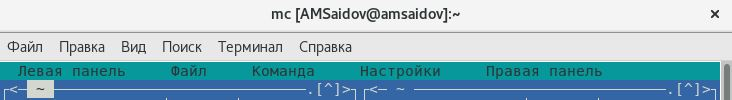 mc [AMSaidov@amsaidov]:~ ×
Файл Правка Вид Поиск Терминал Справка
Левая панель Файл Команда Настройки Правая панель
<─ ~ ─.[^]> <─ ~ ─.[^]>